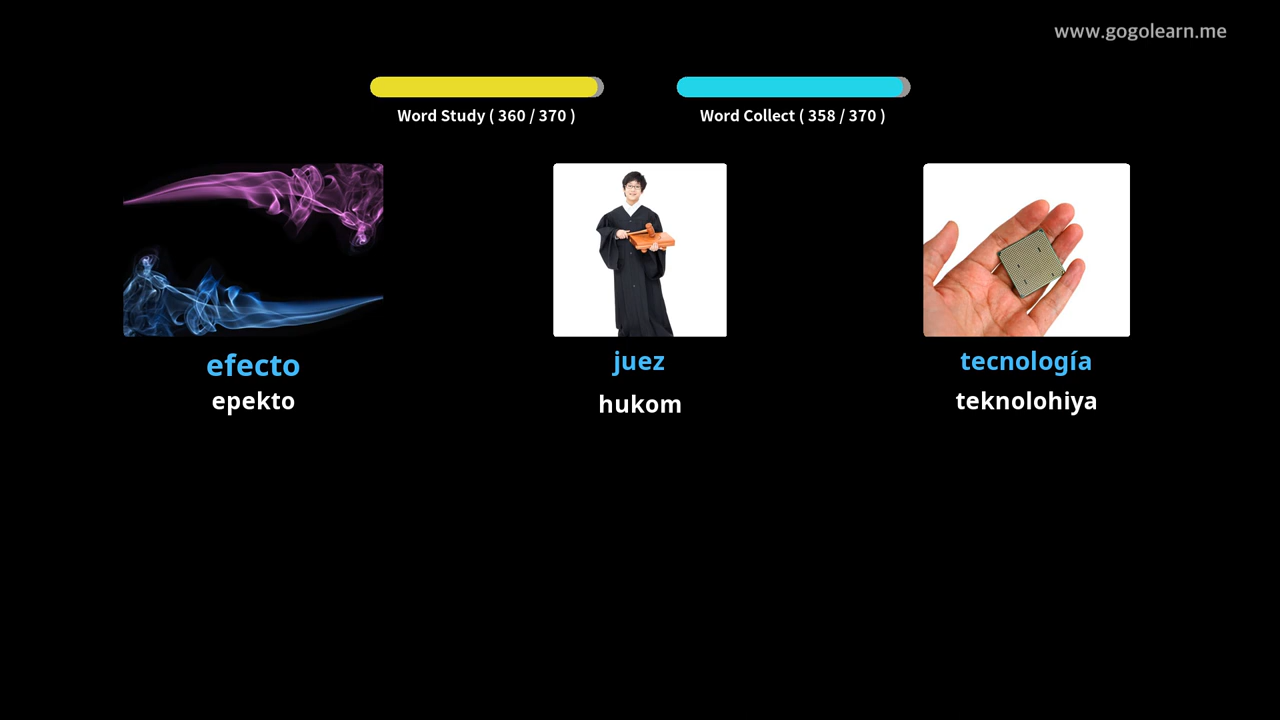 www.gogolearn.me
Word Study ( 360 / 370 )
Word Collect ( 358 / 370 )
efecto
epekto
juez
hukom
tecnología
teknolohiya